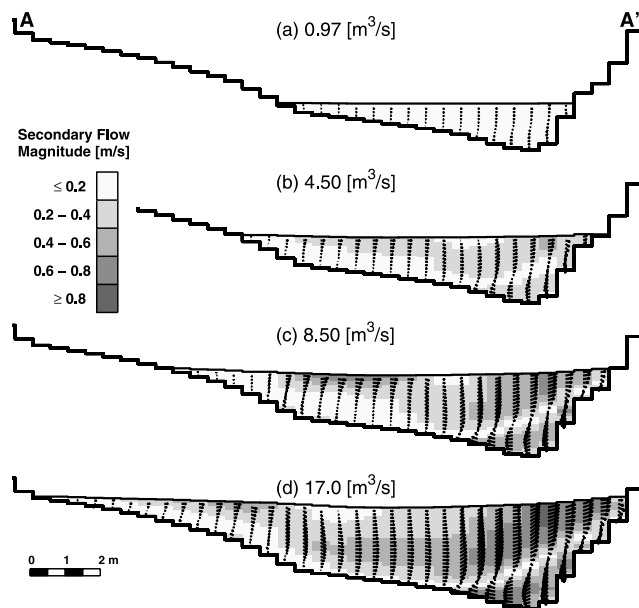 A
(a) 0.97 [m³/s]
A'
Secondary Flow
Magnitude [m/s]
≤ 0.2
0.2 – 0.4
0.4 – 0.6
0.6 – 0.8
≥ 0.8
(b) 4.50 [m³/s]
(c) 8.50 [m³/s]
(d) 17.0 [m³/s]
0 1 2 m